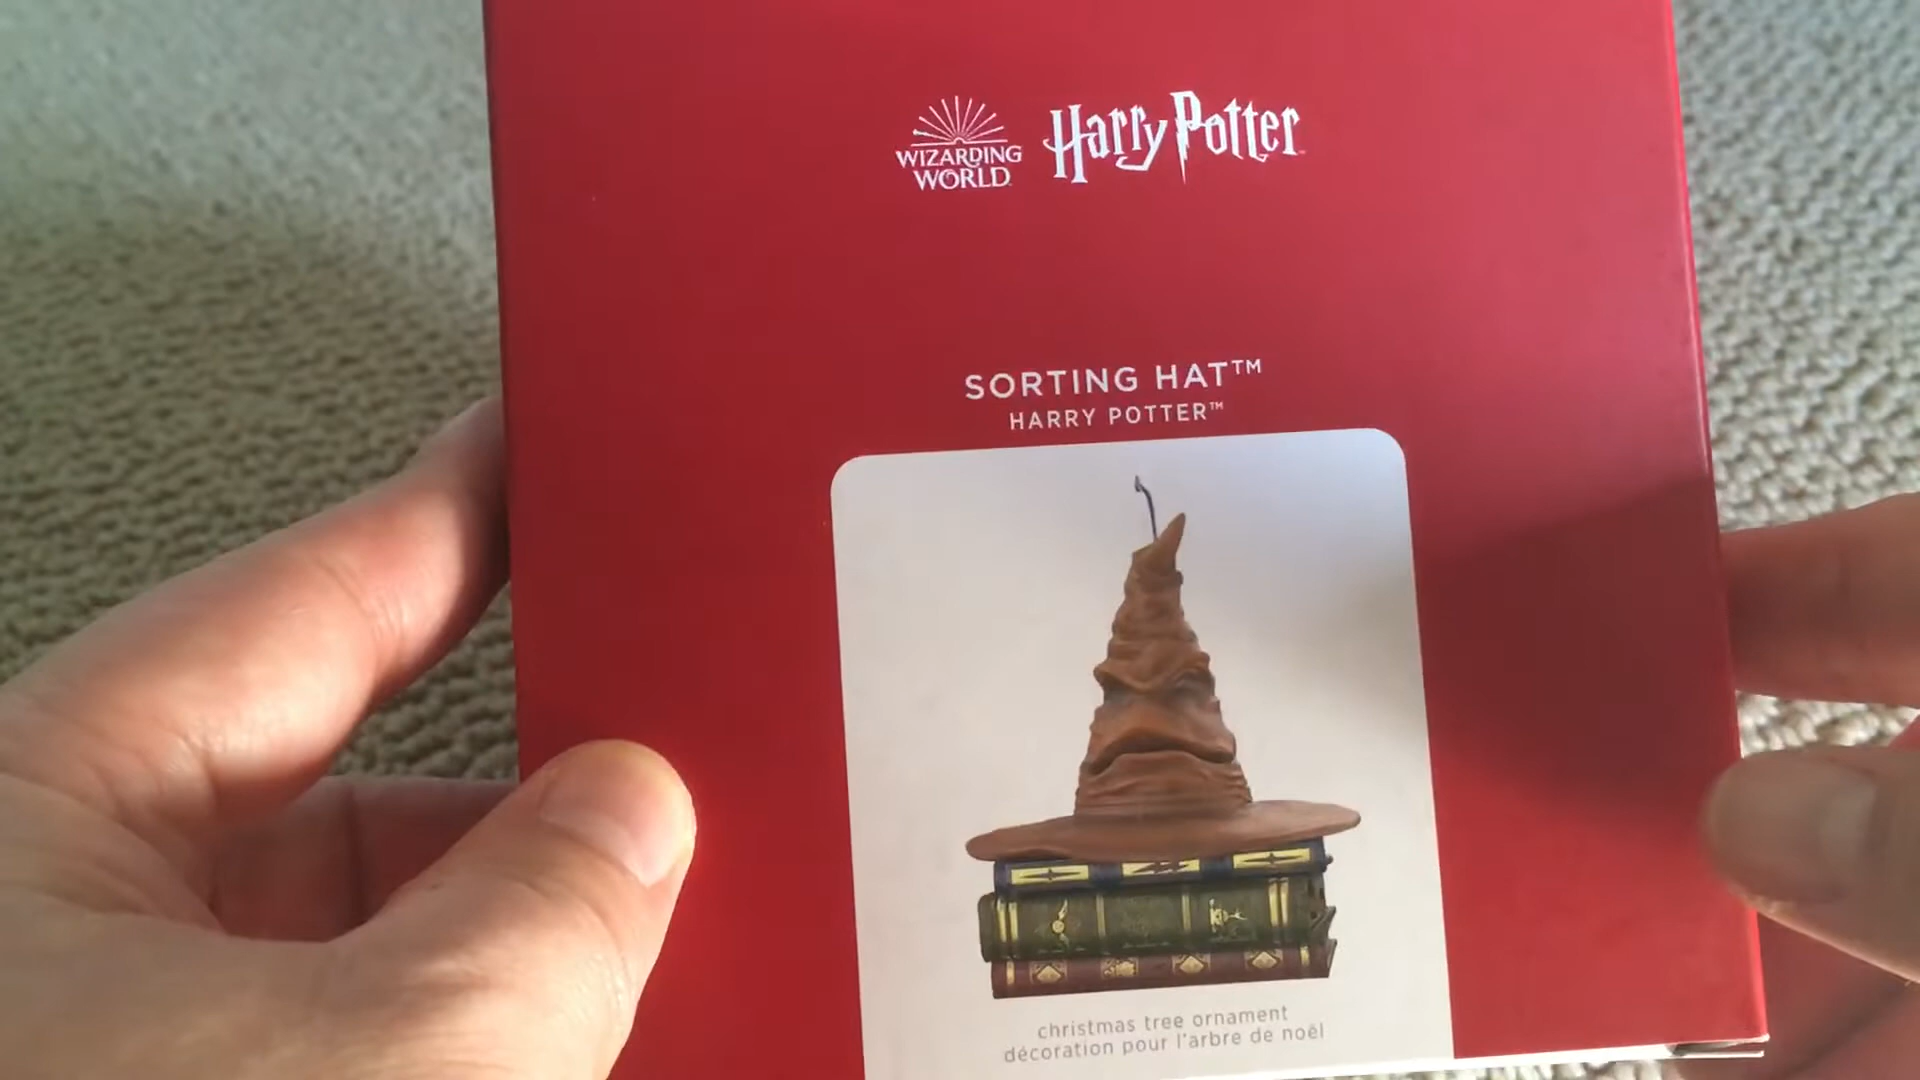 WIZARDING
WORLD
Harry Potter
SORTING HAT™
HARRY POTTER™
christmas tree ornament
décoration pour l'arbre de noël